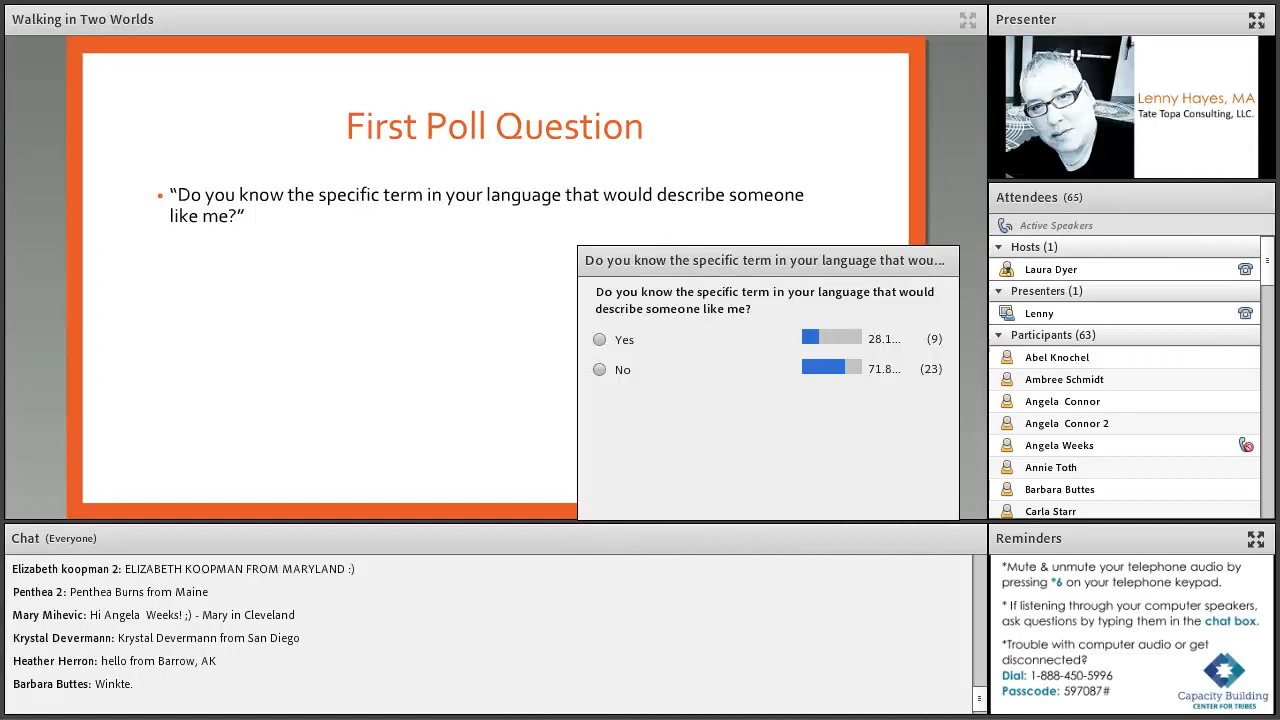 Walking in Two Worlds
First Poll Question
• “Do you know the specific term in your language that would describe someone
like me?”
Do you know the specific term in your language that wou...
Do you know the specific term in your language that would
describe someone like me?
Yes 28.1... (9)
No 71.8... (23)
Presenter
Lenny Hayes, MA
Tate Topa Consulting, LLC.
Attendees (65)
Active Speakers
Hosts (1)
Laura Dyer
Presenters (1)
Lenny
Participants (63)
Abel Knochel
Ambree Schmidt
Angela Connor
Angela Connor 2
Angela Weeks
Annie Toth
Barbara Buttes
Carla Starr
Chat (Everyone)
Elizabeth koopman 2: ELIZABETH KOOPMAN FROM MARYLAND :)
Penthea 2: Penthea Burns from Maine
Mary Mihevic: Hi Angela Weeks! ;) - Mary in Cleveland
Krystal Devermann: Krystal Devermann from San Diego
Heather Herron: hello from Barrow, AK
Barbara Buttes: Winkte.
Reminders
*Mute & unmute your telephone audio by
pressing *6 on your telephone keypad.
* If listening through your computer speakers,
ask questions by typing them in the chat box.
*Trouble with computer audio or get
disconnected?
Dial: 1-888-450-5996
Passcode: 597087#
Capacity Building
CENTER FOR TRIBES